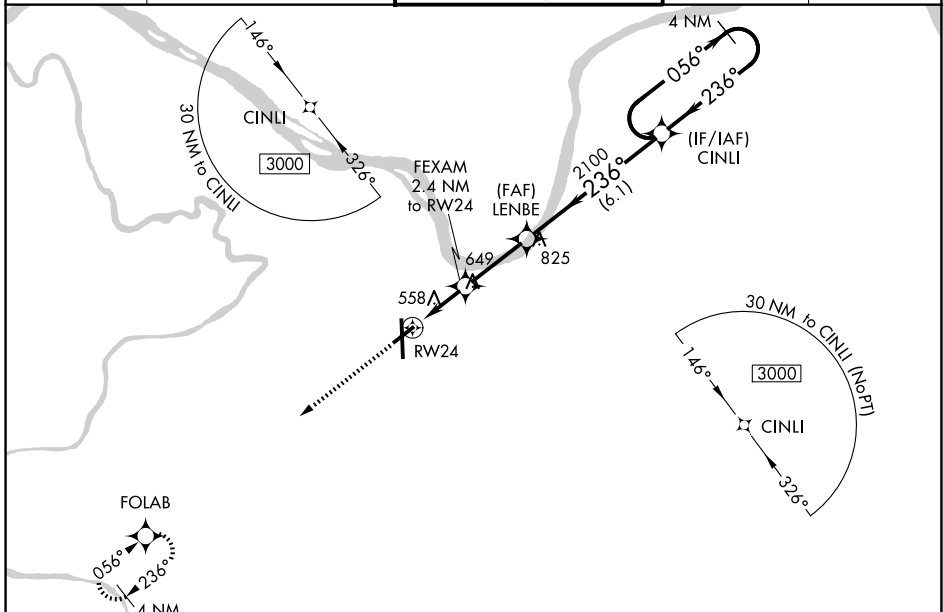 4 NM
146°
056°
236°
CINLI
(IF/IAF)
CINLI
30 NM to CINLI
3000
326°
FEXAM
2.4 NM
to RW24
(FAF)
LENBE
2100
236°
(6.1)
649
825
558
RW24
30 NM to CINLI (NoPT)
146°
3000
CINLI
326°
FOLAB
056°
236°
4 NM